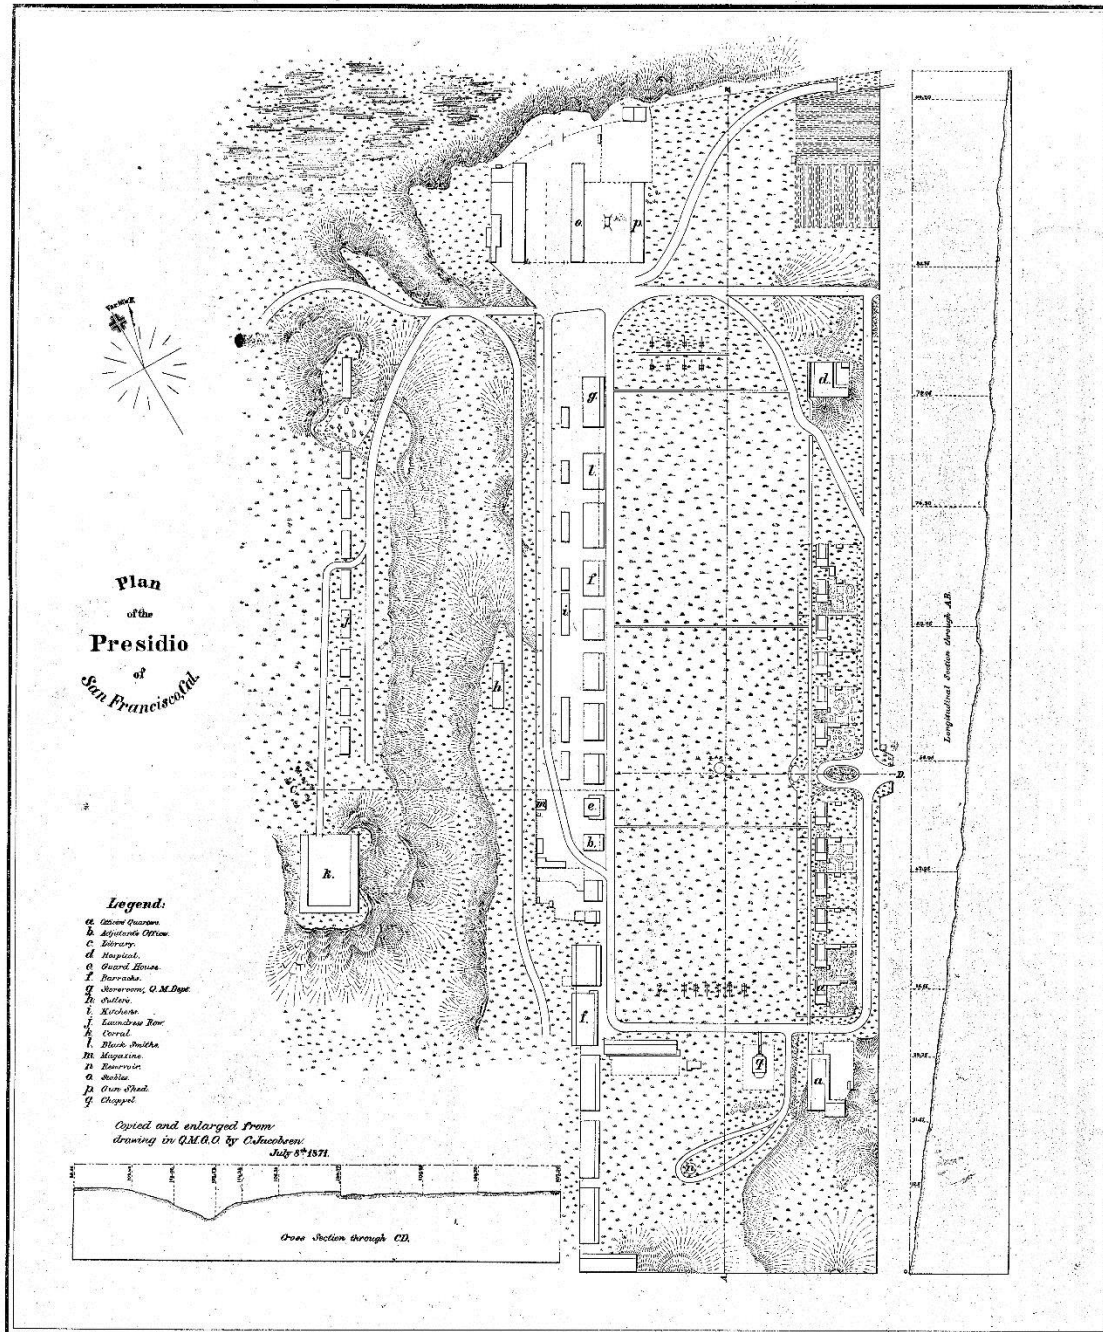 Plan
of the
Presidio
of
San Francisco, Cal.
Legend:
a Officers Quarters.
b. Adjutants Office.
c Library.
d Hospital.
e Guard House
f Barracks.
g Storeroom, Q.M. Dept.
h Sutlers.
i Kitchens.
j Laundress Row.
k Corral.
l Black Smiths.
m Magazine.
n Reservoir.
o Stables.
p Gun Shed.
q Chappel.
Copied and enlarged from
drawing in Q.M.G.O. by C. Jacobsen.
July 8th 1871.
Cross Section through CD.
Longitudinal Section through AB.
o.
p.
d.
g.
l.
f
i
j
h
m
e
b.
k.
a
f.
q
a
n
D.
A